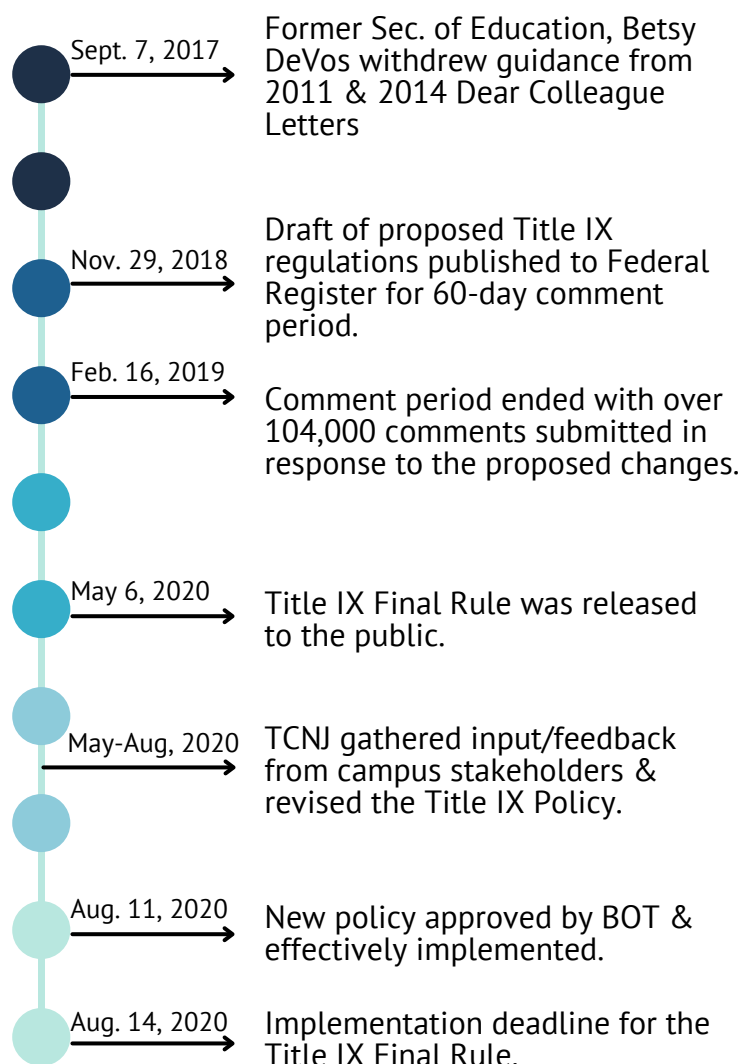 Sept. 7, 2017
Former Sec. of Education, Betsy
DeVos withdrew guidance from
2011 & 2014 Dear Colleague
Letters
Nov. 29, 2018
Draft of proposed Title IX
regulations published to Federal
Register for 60-day comment
period.
Feb. 16, 2019
Comment period ended with over
104,000 comments submitted in
response to the proposed changes.
May 6, 2020
Title IX Final Rule was released
to the public.
May-Aug, 2020
TCNJ gathered input/feedback
from campus stakeholders &
revised the Title IX Policy.
Aug. 11, 2020
New policy approved by BOT &
effectively implemented.
Aug. 14, 2020
Implementation deadline for the
Title IX Final Rule.